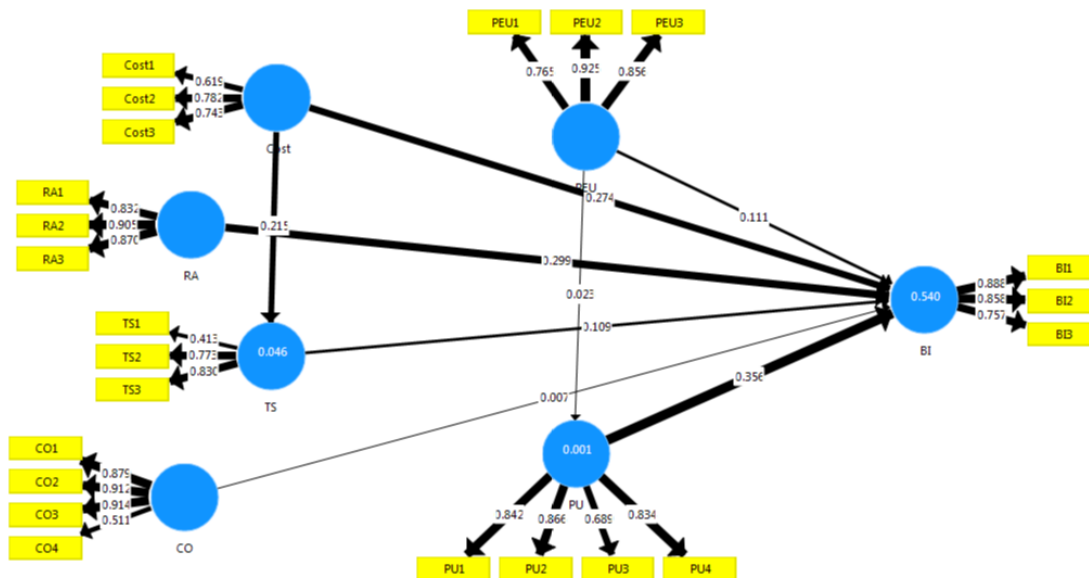 PEU1
PEU2
PEU3
0.765
0.925
0.856
PEU
Cost1
Cost2
Cost3
0.619
0.782
0.743
Cost
RA1
RA2
RA3
0.832
0.905
0.870
RA
TS1
TS2
TS3
0.413
0.773
0.830
0.046
TS
CO1
CO2
CO3
CO4
0.879
0.912
0.914
0.511
CO
0.215
0.274
0.111
0.299
0.023
0.109
0.007
0.356
0.540
BI
0.888
0.858
0.757
BI1
BI2
BI3
0.001
PU
0.842
0.866
0.689
0.834
PU1
PU2
PU3
PU4